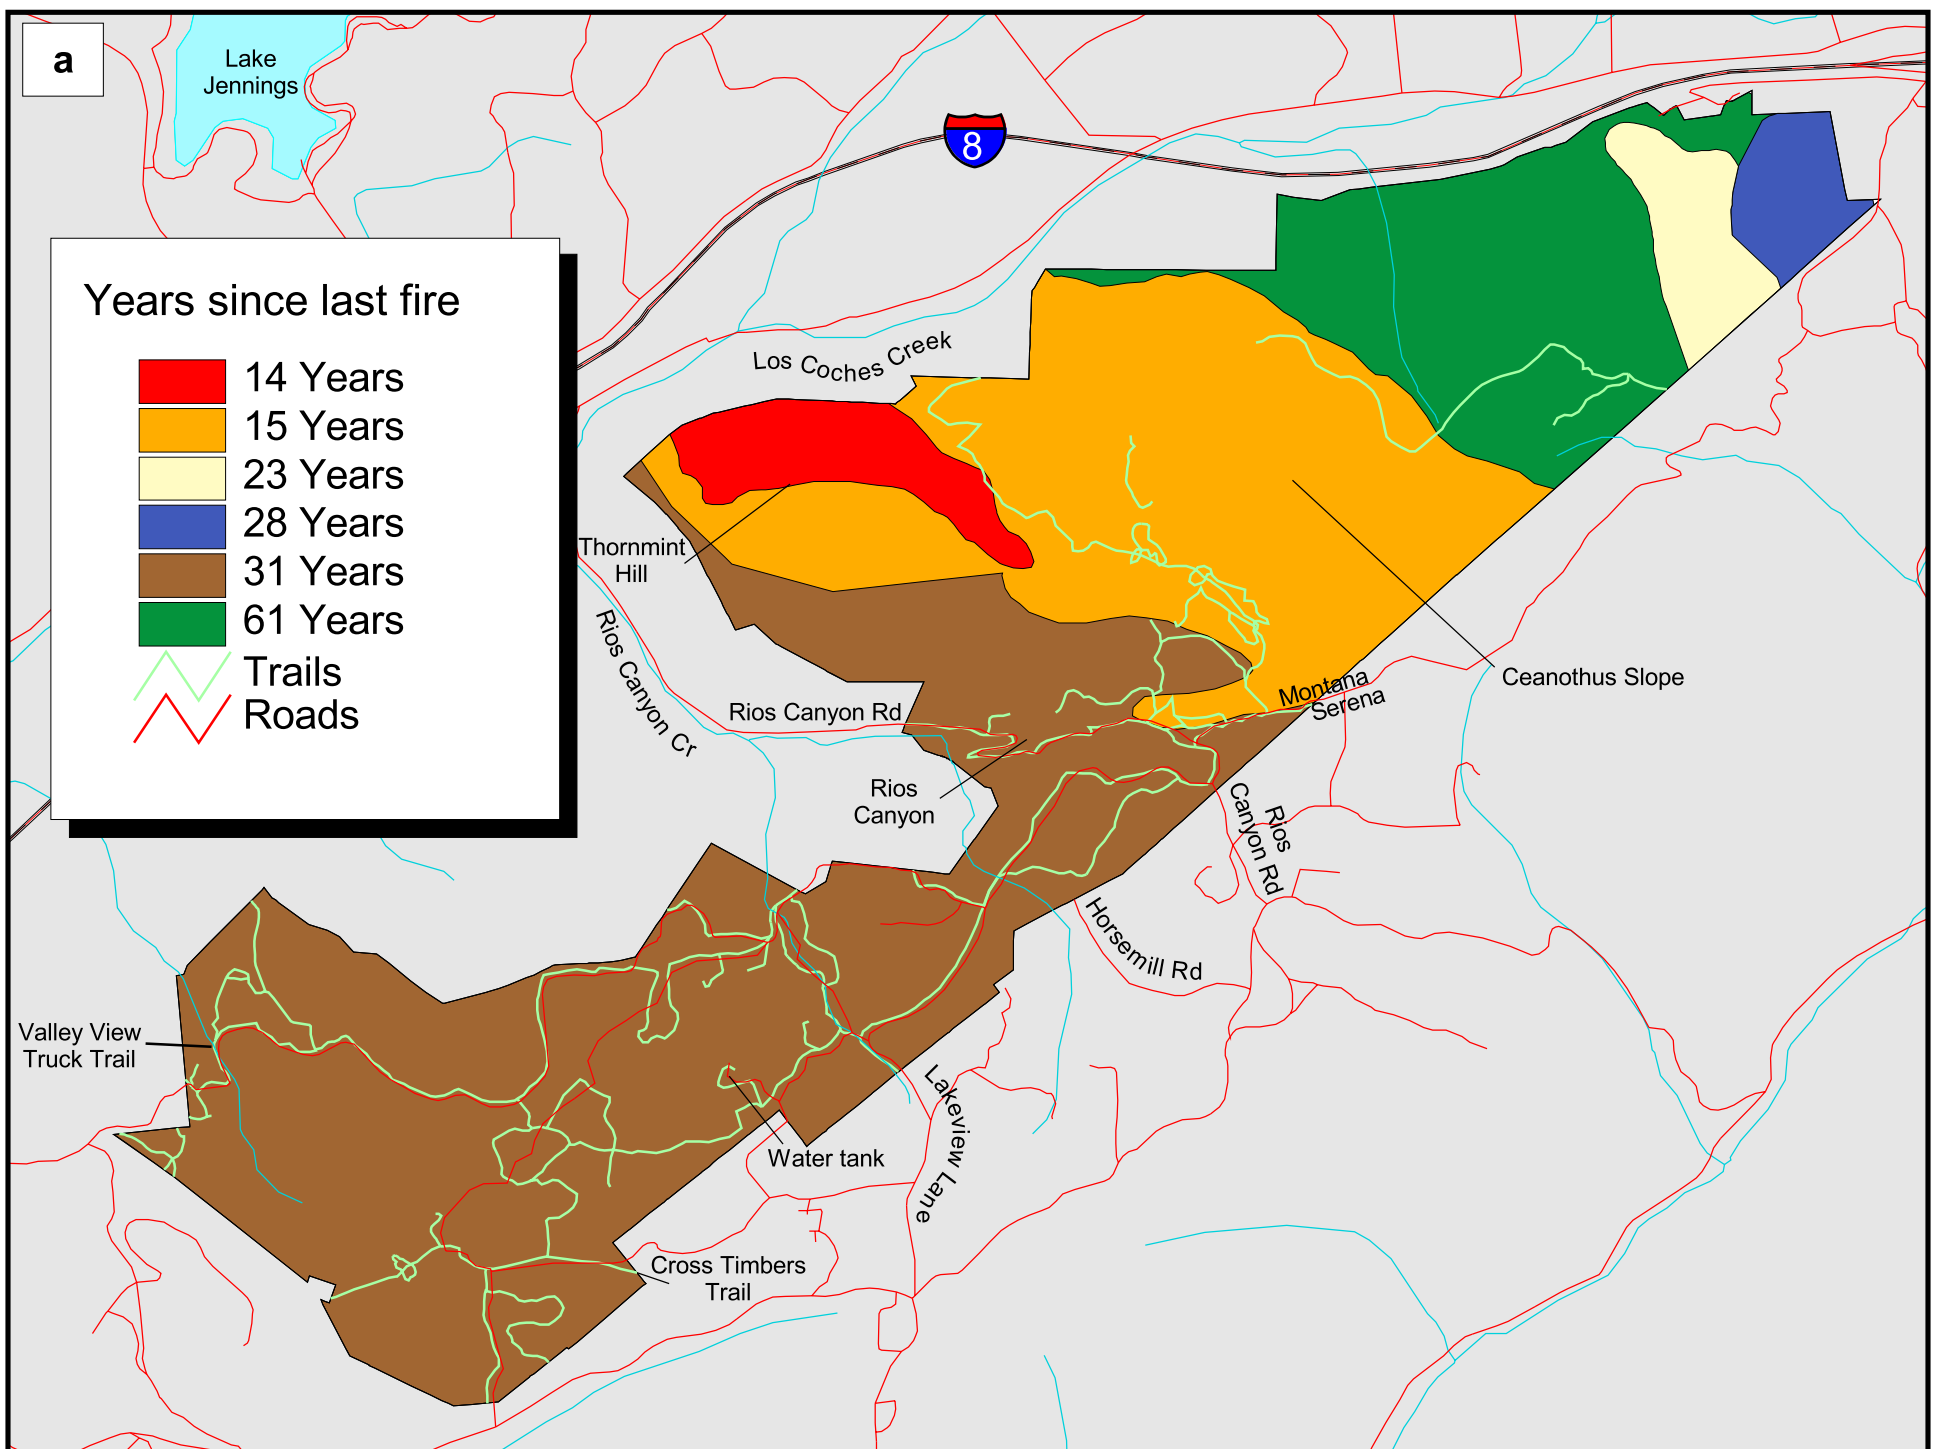 a
Lake
Jennings
8
Years since last fire
14 Years
15 Years
23 Years
28 Years
31 Years
61 Years
Trails
Roads
Los Coches Creek
Thornmint
Hill
Rios Canyon Cr
Rios Canyon Rd
Montana
Serena
Ceanothus Slope
Rios
Canyon
Rios
Canyon Rd
Horsemill Rd
Valley View
Truck Trail
Lakeview Lane
Water tank
Cross Timbers
Trail